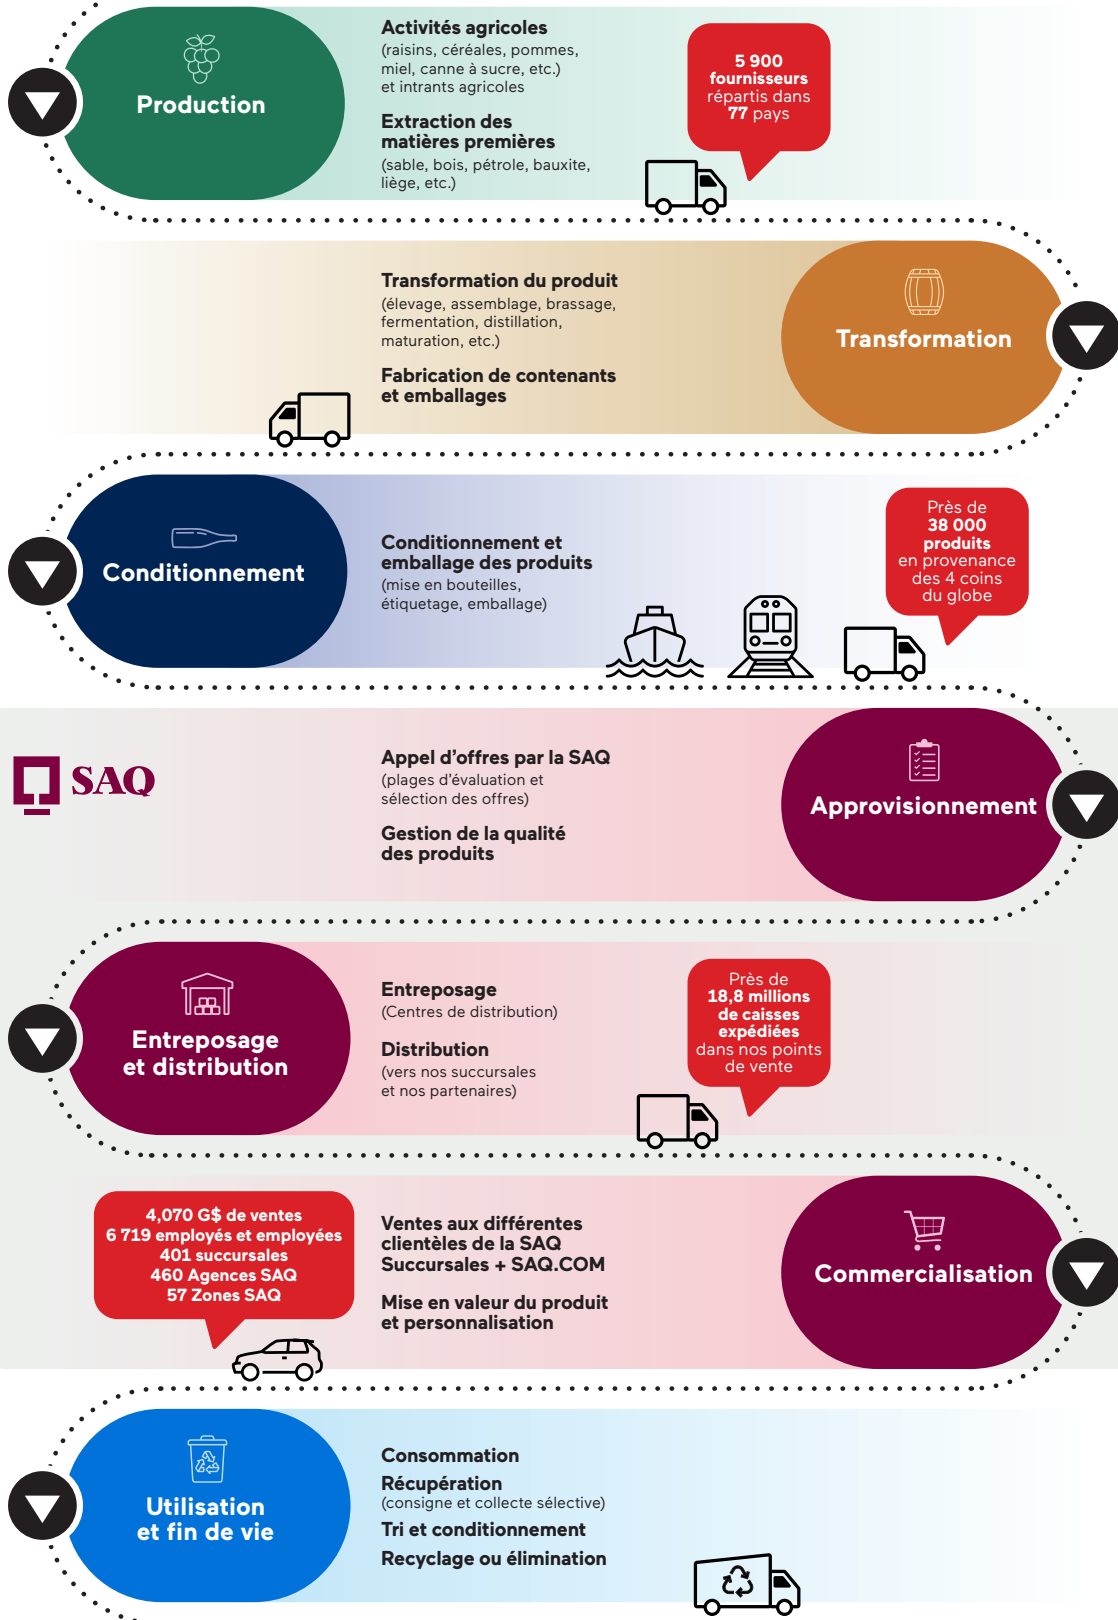 Production
Activités agricoles
(raisins, céréales, pommes,
miel, canne à sucre, etc.)
et intrants agricoles
Extraction des
matières premières
(sable, bois, pétrole, bauxite,
liège, etc.)
5 900
fournisseurs
répartis dans
77 pays
Transformation du produit
(élevage, assemblage, brassage,
fermentation, distillation,
maturation, etc.)
Fabrication de contenants
et emballages
Transformation
Conditionnement
Conditionnement et
emballage des produits
(mise en bouteilles,
étiquetage, emballage)
Près de
38 000
produits
en provenance
des 4 coins
du globe
SAQ
Appel d'offres par la SAQ
(plages d'évaluation et
sélection des offres)
Gestion de la qualité
des produits
Approvisionnement
Entreposage
et distribution
Entreposage
(Centres de distribution)
Distribution
(vers nos succursales
et nos partenaires)
Près de
18,8 millions
de caisses
expédiées
dans nos points
de vente
4,070 G$ de ventes
6 719 employés et employées
401 succursales
460 Agences SAQ
57 Zones SAQ
Ventes aux différentes
clientèles de la SAQ
Succursales + SAQ.COM
Mise en valeur du produit
et personnalisation
Commercialisation
Utilisation
et fin de vie
Consommation
Récupération
(consigne et collecte sélective)
Tri et conditionnement
Recyclage ou élimination